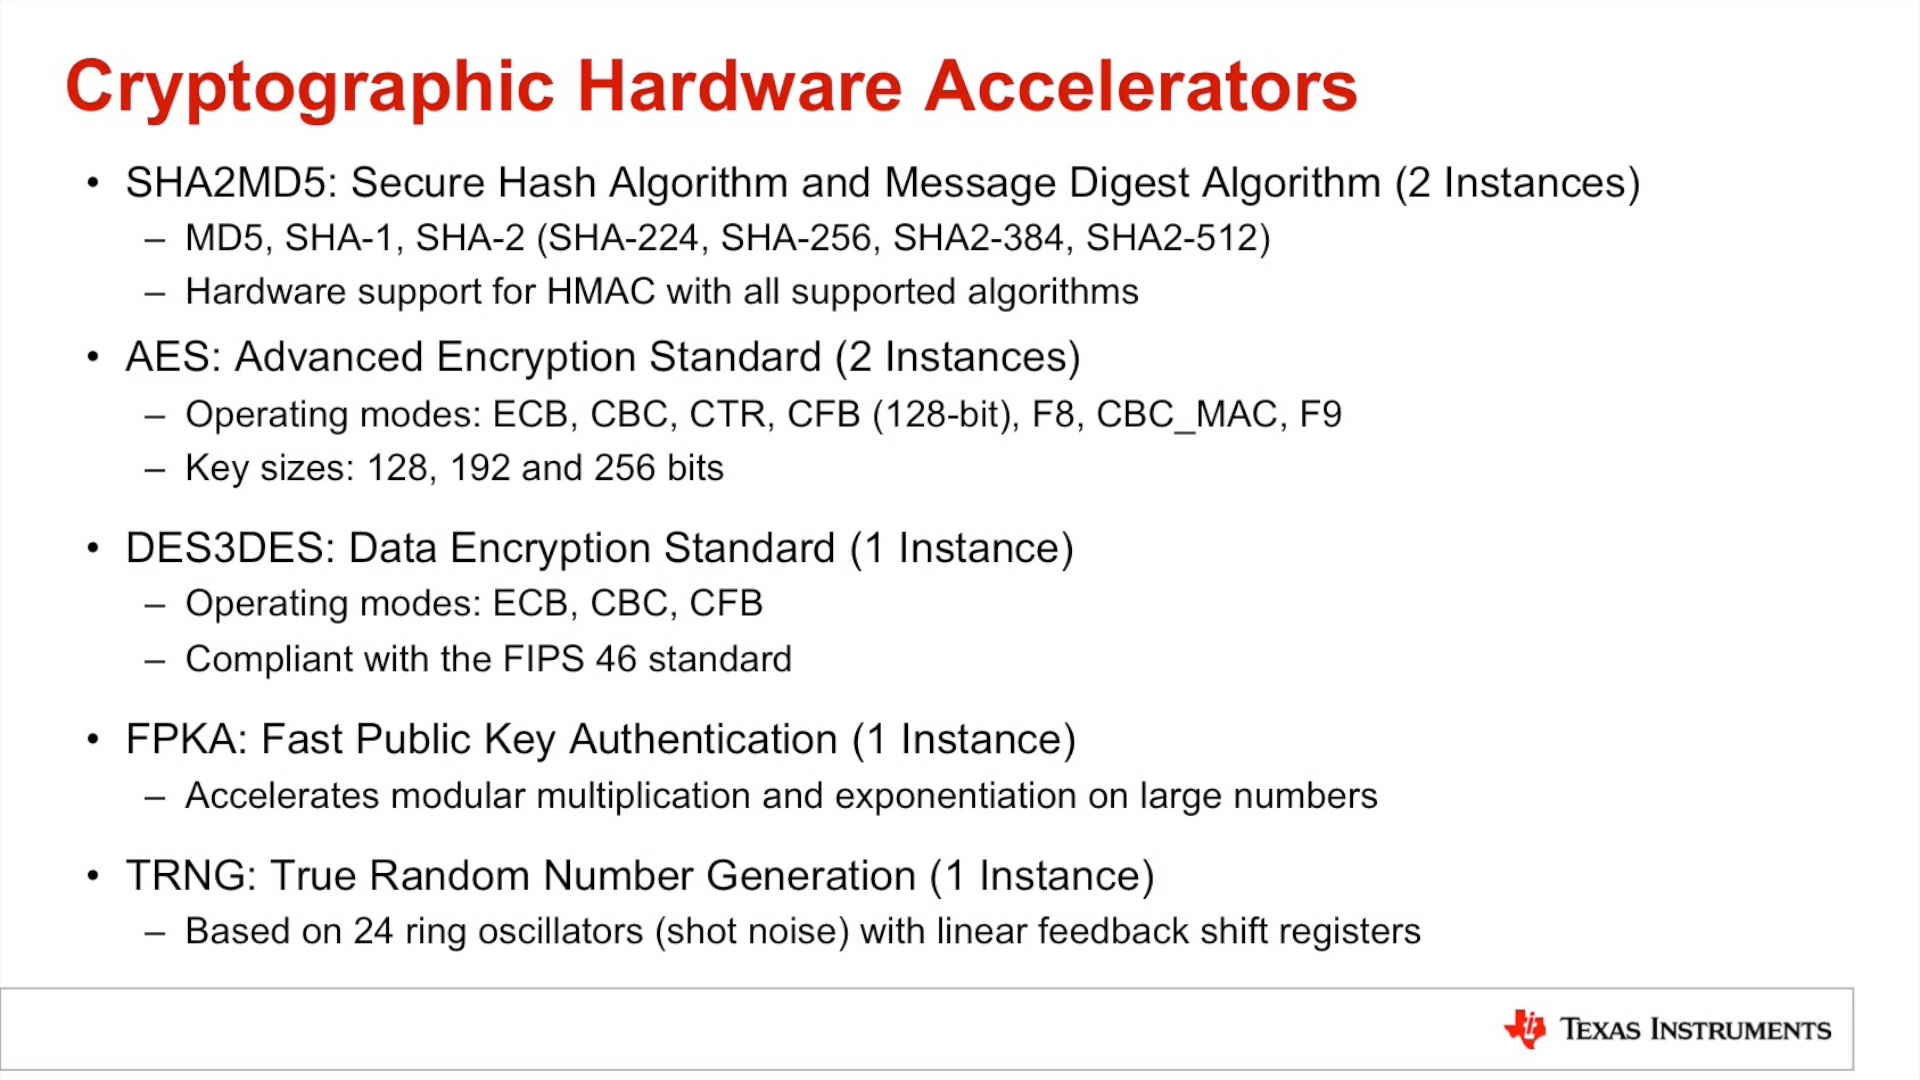 Cryptographic Hardware Accelerators
• SHA2MD5: Secure Hash Algorithm and Message Digest Algorithm (2 Instances)
– MD5, SHA-1, SHA-2 (SHA-224, SHA-256, SHA2-384, SHA2-512)
– Hardware support for HMAC with all supported algorithms
• AES: Advanced Encryption Standard (2 Instances)
– Operating modes: ECB, CBC, CTR, CFB (128-bit), F8, CBC_MAC, F9
– Key sizes: 128, 192 and 256 bits
• DES3DES: Data Encryption Standard (1 Instance)
– Operating modes: ECB, CBC, CFB
– Compliant with the FIPS 46 standard
• FPKA: Fast Public Key Authentication (1 Instance)
– Accelerates modular multiplication and exponentiation on large numbers
• TRNG: True Random Number Generation (1 Instance)
– Based on 24 ring oscillators (shot noise) with linear feedback shift registers
TEXAS INSTRUMENTS